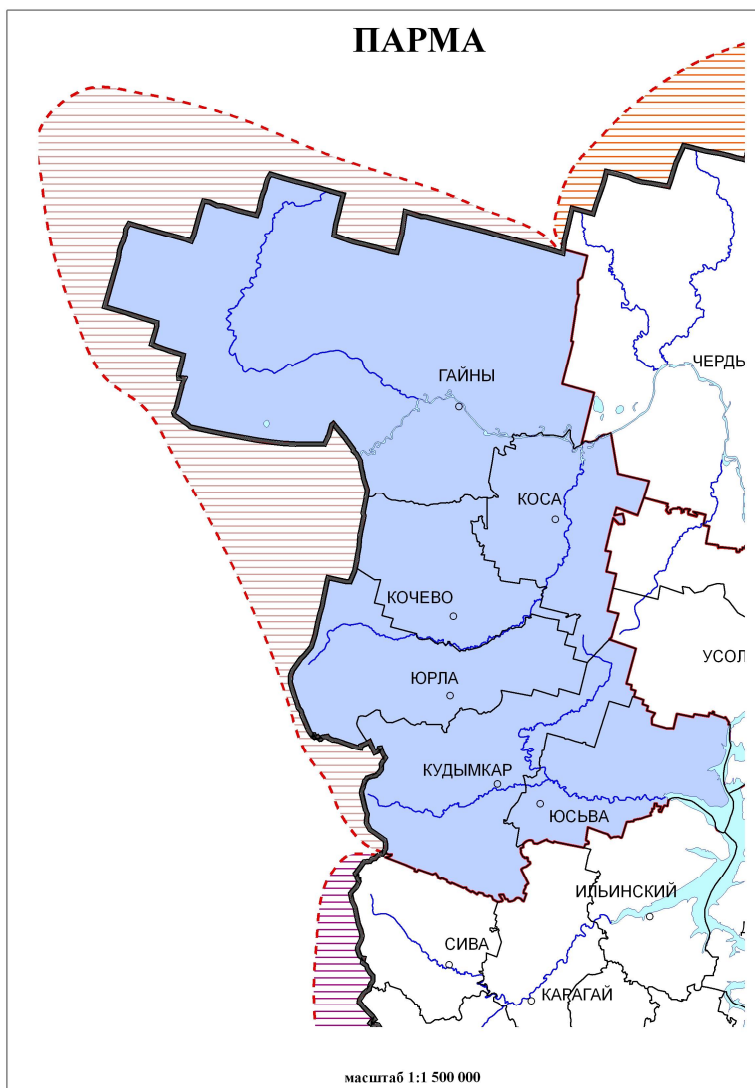 ПАРМА
ГАЙНЫ
ЧЕРДЬ
КОСА
КОЧЕВО
УСОЛ
ЮРЛА
КУДЫМКАР
ЮСЬВА
ИЛЬИНСКИЙ
СИВА
КАРАГАЙ
масштаб 1:1 500 000